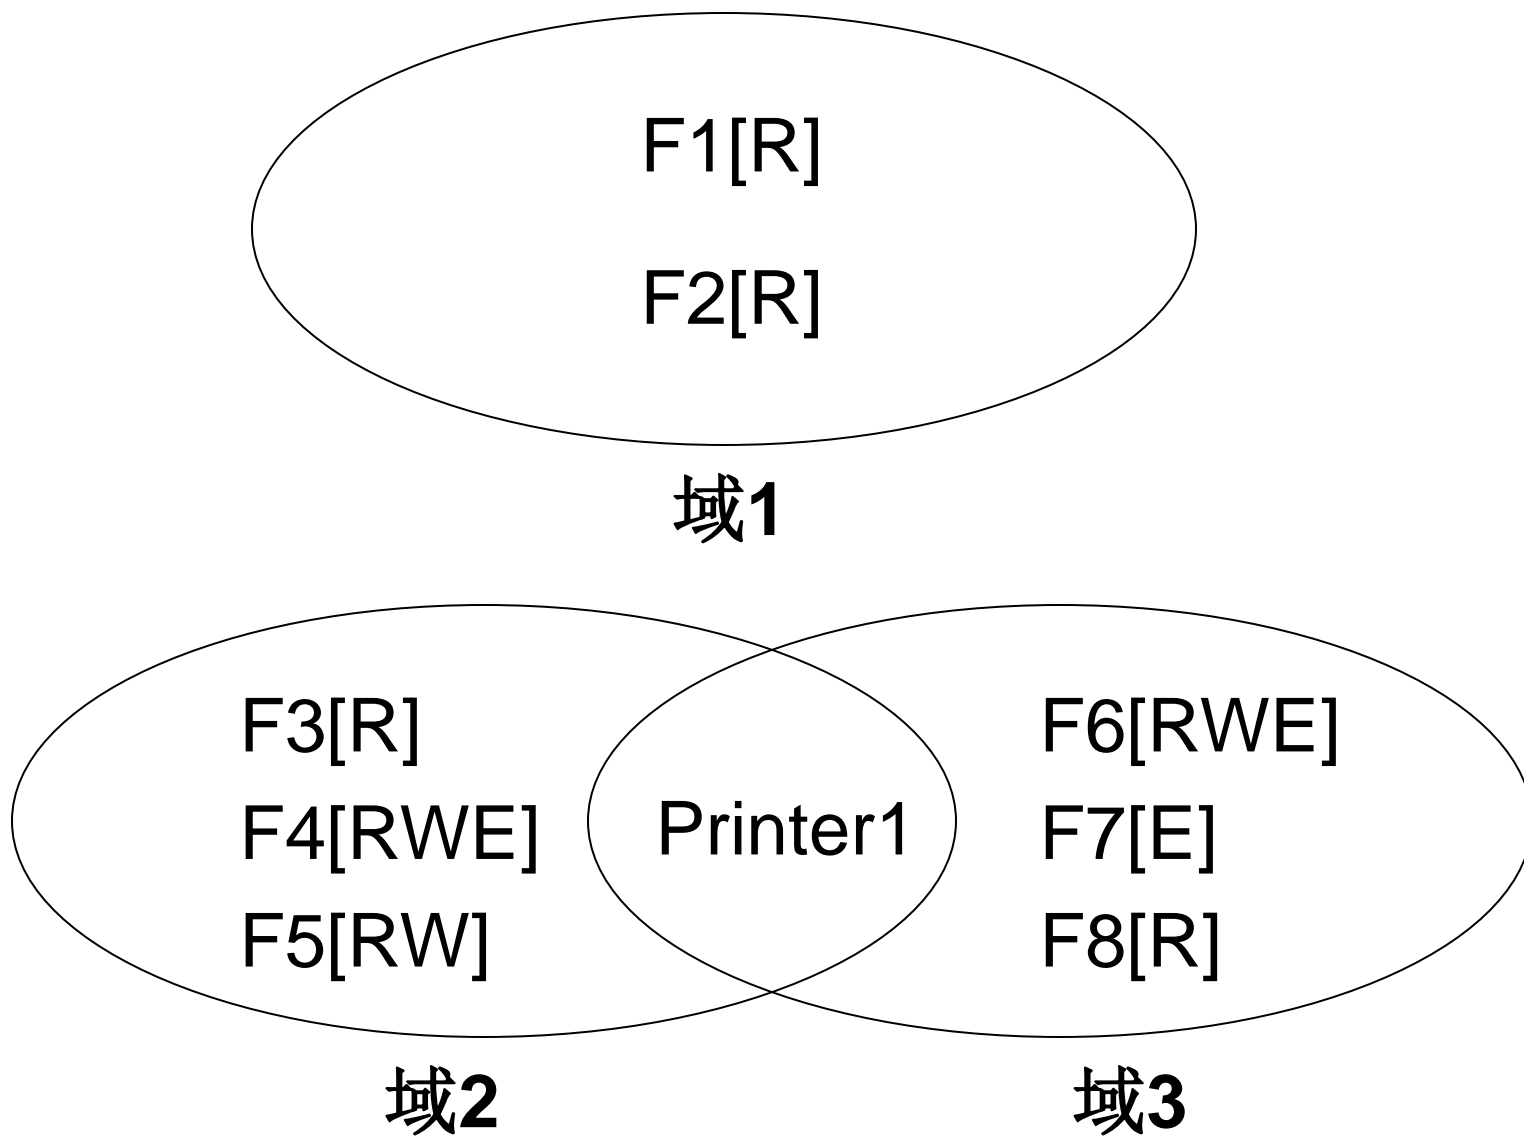 F1[R]
F2[R]
域1
F3[R]
F4[RWE]
F5[RW]
Printer1
F6[RWE]
F7[E]
F8[R]
域2
域3